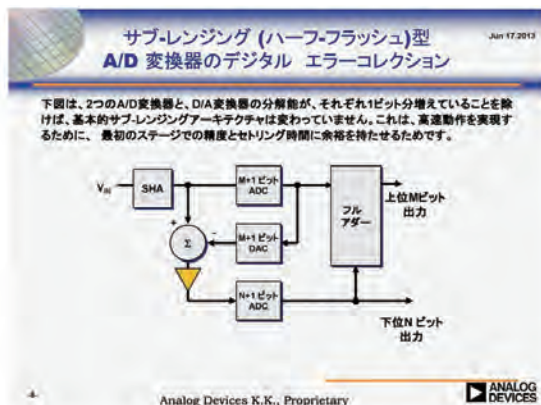 サブ-レンジング (ハーフ-フラッシュ)型
A/D 変換器のデジタル エラーコレクション
Jun 17.2013
下図は、2つのA/D変換器と、D/A変換器の分解能が、それぞれ1ビット分増えていることを除
けば、基本的サブ-レンジングアーキテクチャは変わっていません。これは、高速動作を実現す
るために、 最初のステージでの精度とセトリング時間に余裕を持たせるためです。
VIN
SHA
M+1 ビット
ADC
フル
アダー
上位Mビット
出力
+
-
Σ
M+1 ビット
DAC
N+1 ビット
ADC
下位N ビット
出力
-4-
Analog Devices K.K., Proprietary
ANALOG
DEVICES